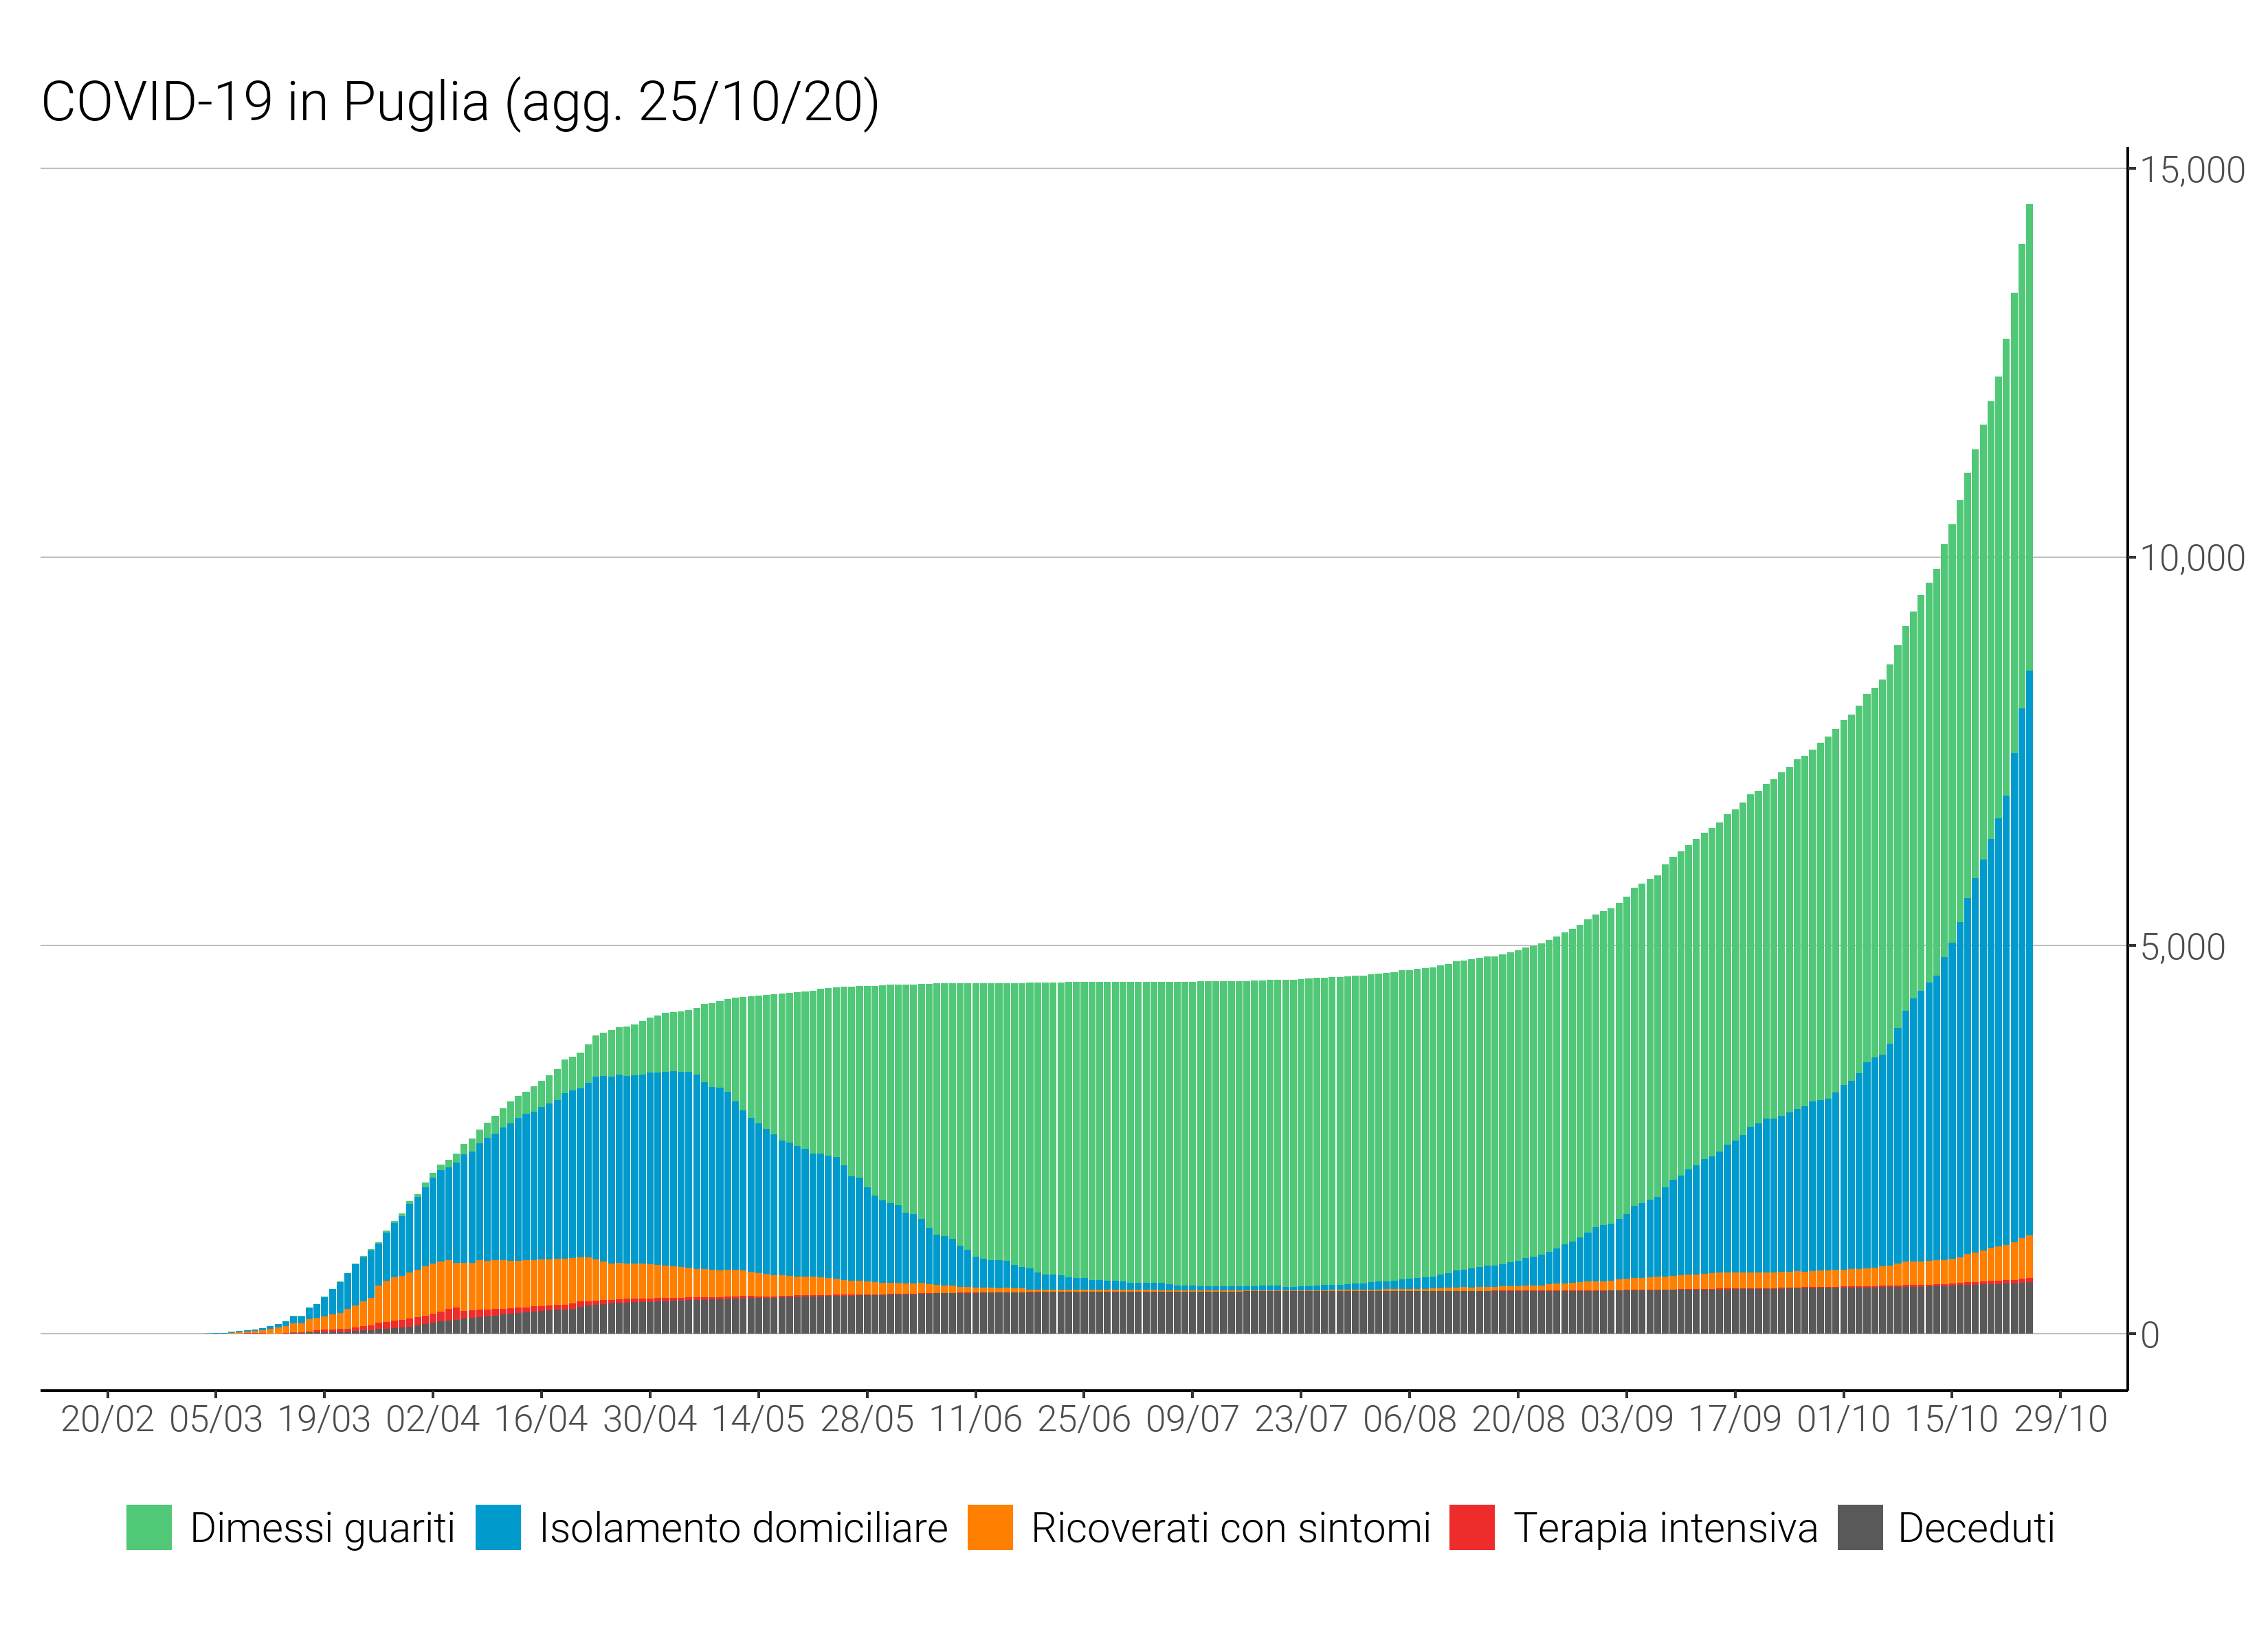 COVID-19 in Puglia (agg. 25/10/20)
15,000
10,000
5,000
0
20/02 05/03 19/03 02/04 16/04 30/04 14/05 28/05 11/06 25/06 09/07 23/07 06/08 20/08 03/09 17/09 01/10 15/10 29/10
Dimessi guariti Isolamento domiciliare Ricoverati con sintomi Terapia intensiva Deceduti